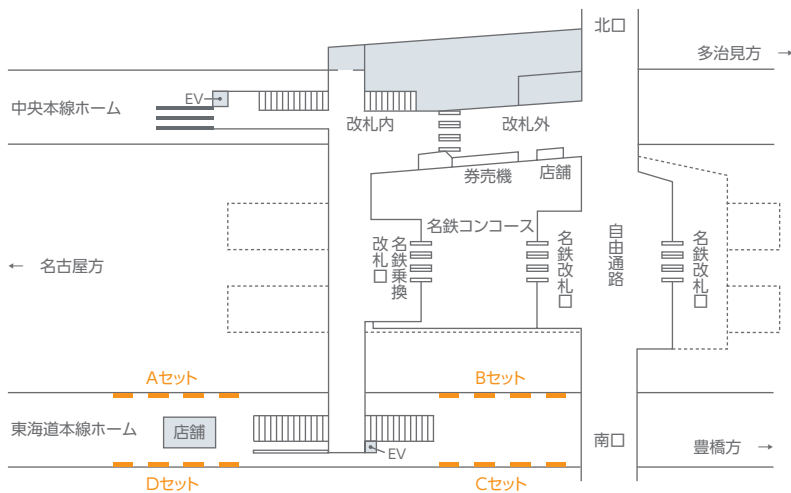 北口
多治見方 →
EV
中央本線ホーム
改札内
改札外
券売機
店舗
名鉄コンコース
名鉄乗換
改札口
名鉄改札口
自由通路
名鉄改札口
← 名古屋方
Aセット
Bセット
東海道本線ホーム
店舗
EV
南口
豊橋方 →
Dセット
Cセット